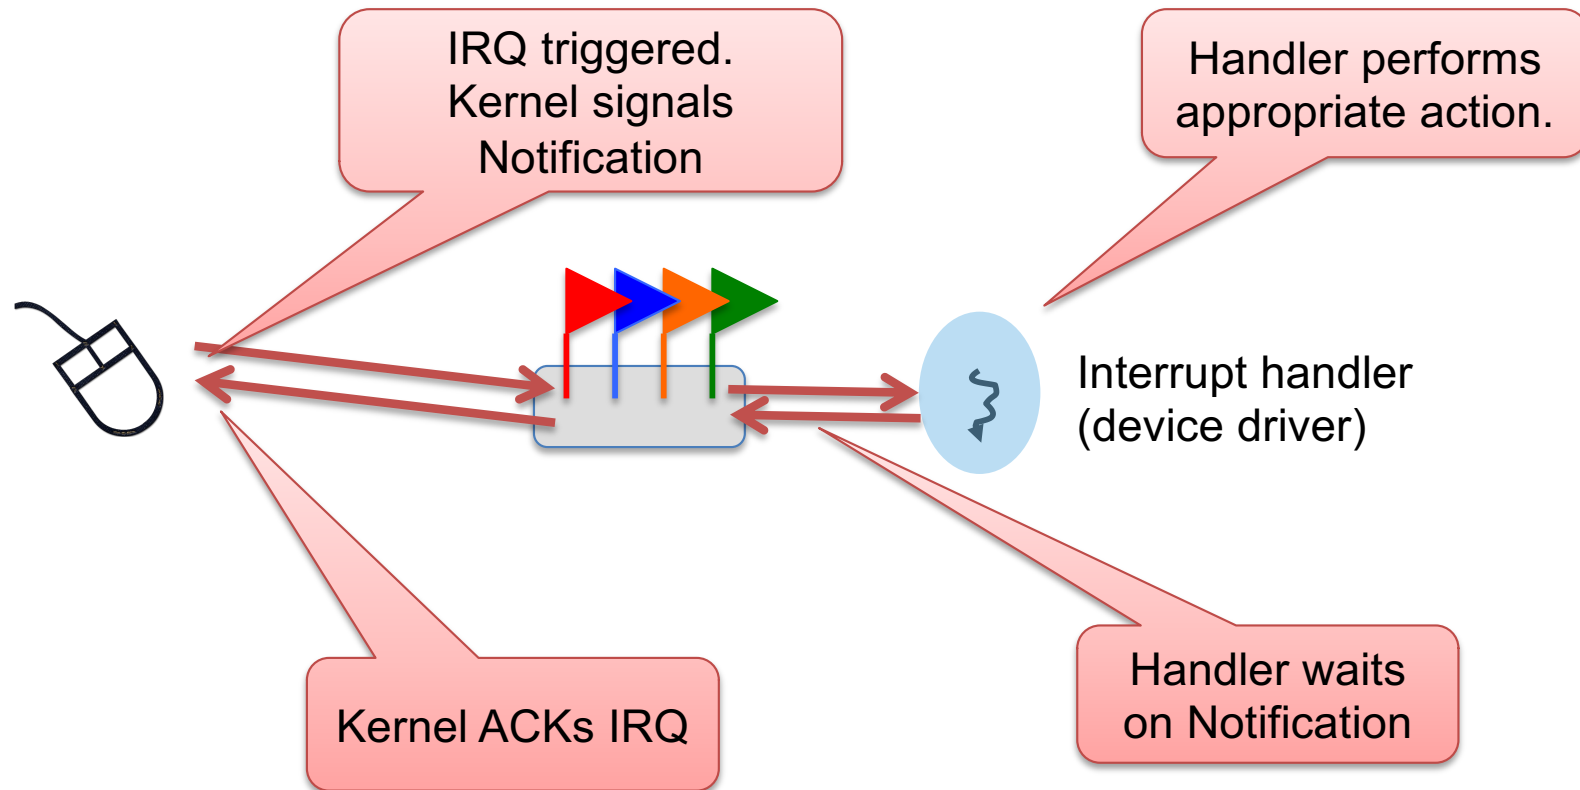 IRQ triggered.
Kernel signals
Notification
Handler performs
appropriate action.
Interrupt handler
(device driver)
Kernel ACKs IRQ
Handler waits
on Notification